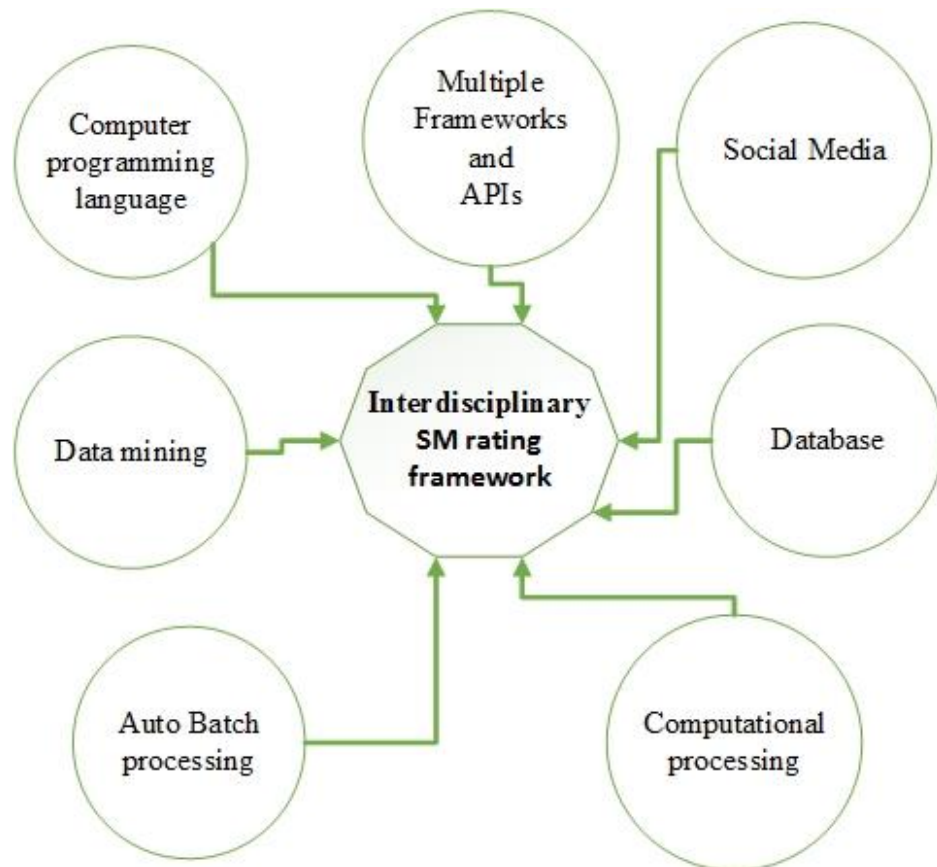 Computer
programming
language
Multiple
Frameworks
and
APIs
Social Media
Data mining
Interdisciplinary
SM rating
framework
Database
Auto Batch
processing
Computational
processing